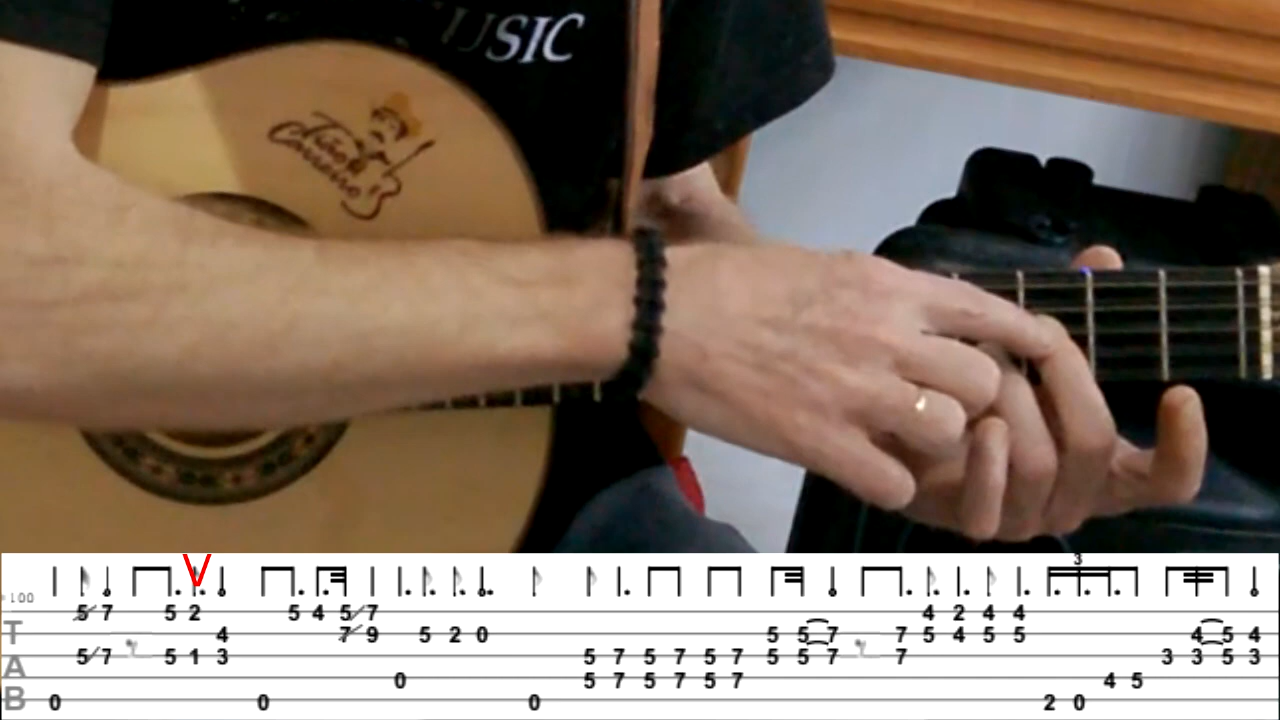 MUSIC
Tião
Carreiro
100
3
5 7 5 2 5 4 5 7 4 2 4 4
T 4 7 9 5 2 0 5 5 7 7 5 4 5 5 4 5 4
A 5 7 5 1 3 5 7 5 7 5 7 5 5 7 7 3 3 5 3
0 5 7 5 7 5 7 4 5
B 0 0 0 2 0